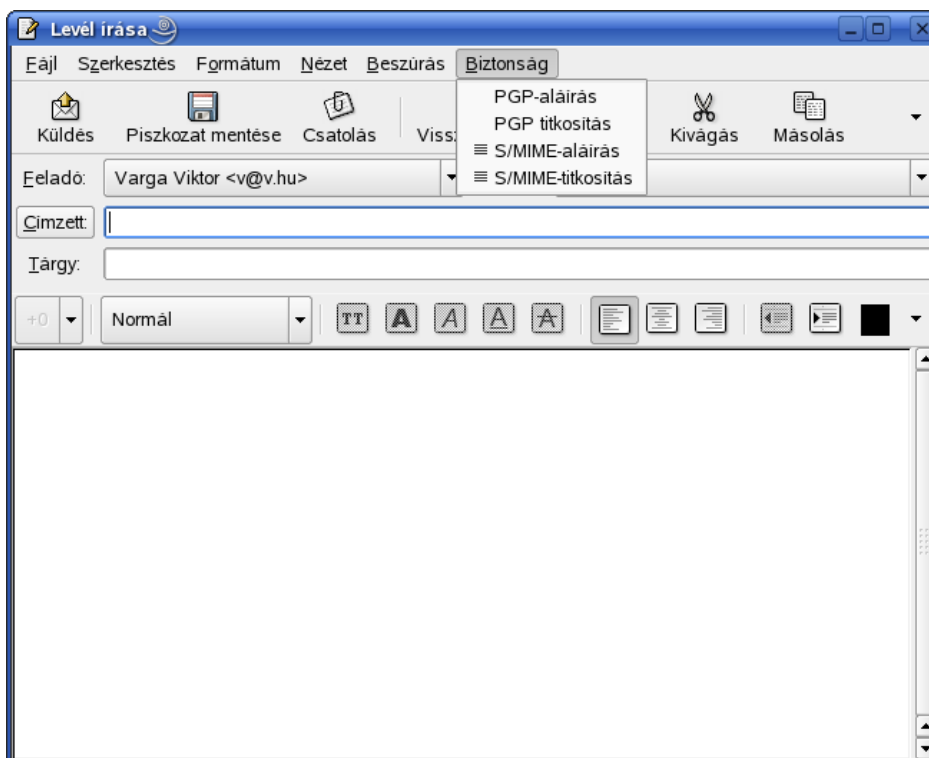 Levél írása
Fájl Szerkesztés Formátum Nézet Beszúrás Biztonság
PGP-aláírás
PGP titkosítás
S/MIME-aláírás
S/MIME-titkosítás
Küldés Piszkozat mentése Csatolás Vissz Kivágás Másolás
Feladó: Varga Viktor <v@v.hu>
Címzett:
Tárgy:
+0 Normál TT A A A A